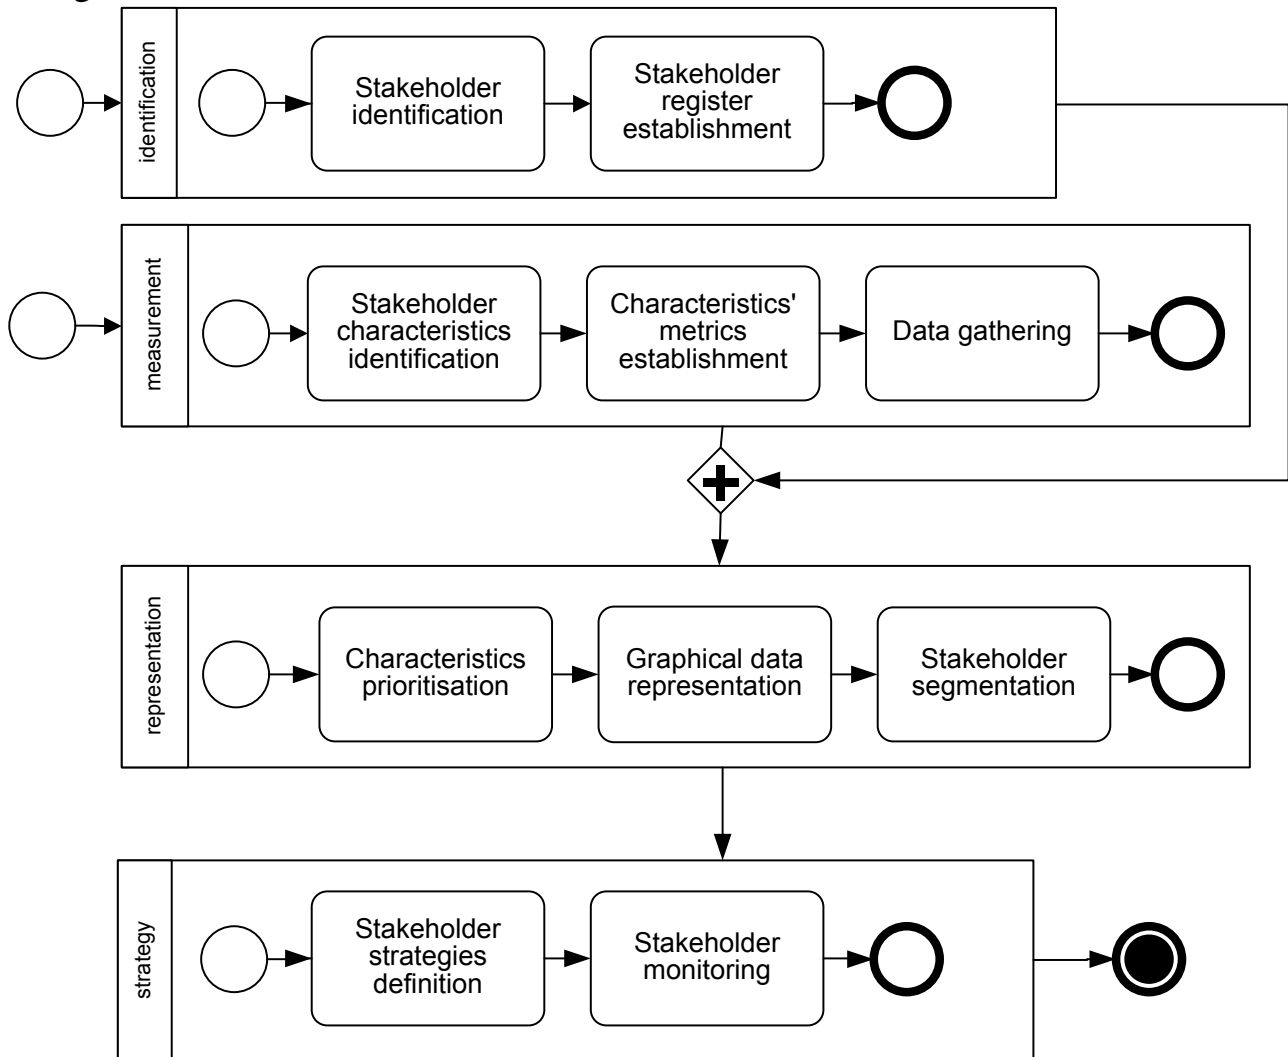 identification
Stakeholder
identification
Stakeholder
register
establishment
measurement
Stakeholder
characteristics
identification
Characteristics'
metrics
establishment
Data gathering
representation
Characteristics
prioritisation
Graphical data
representation
Stakeholder
segmentation
strategy
Stakeholder
strategies
definition
Stakeholder
monitoring